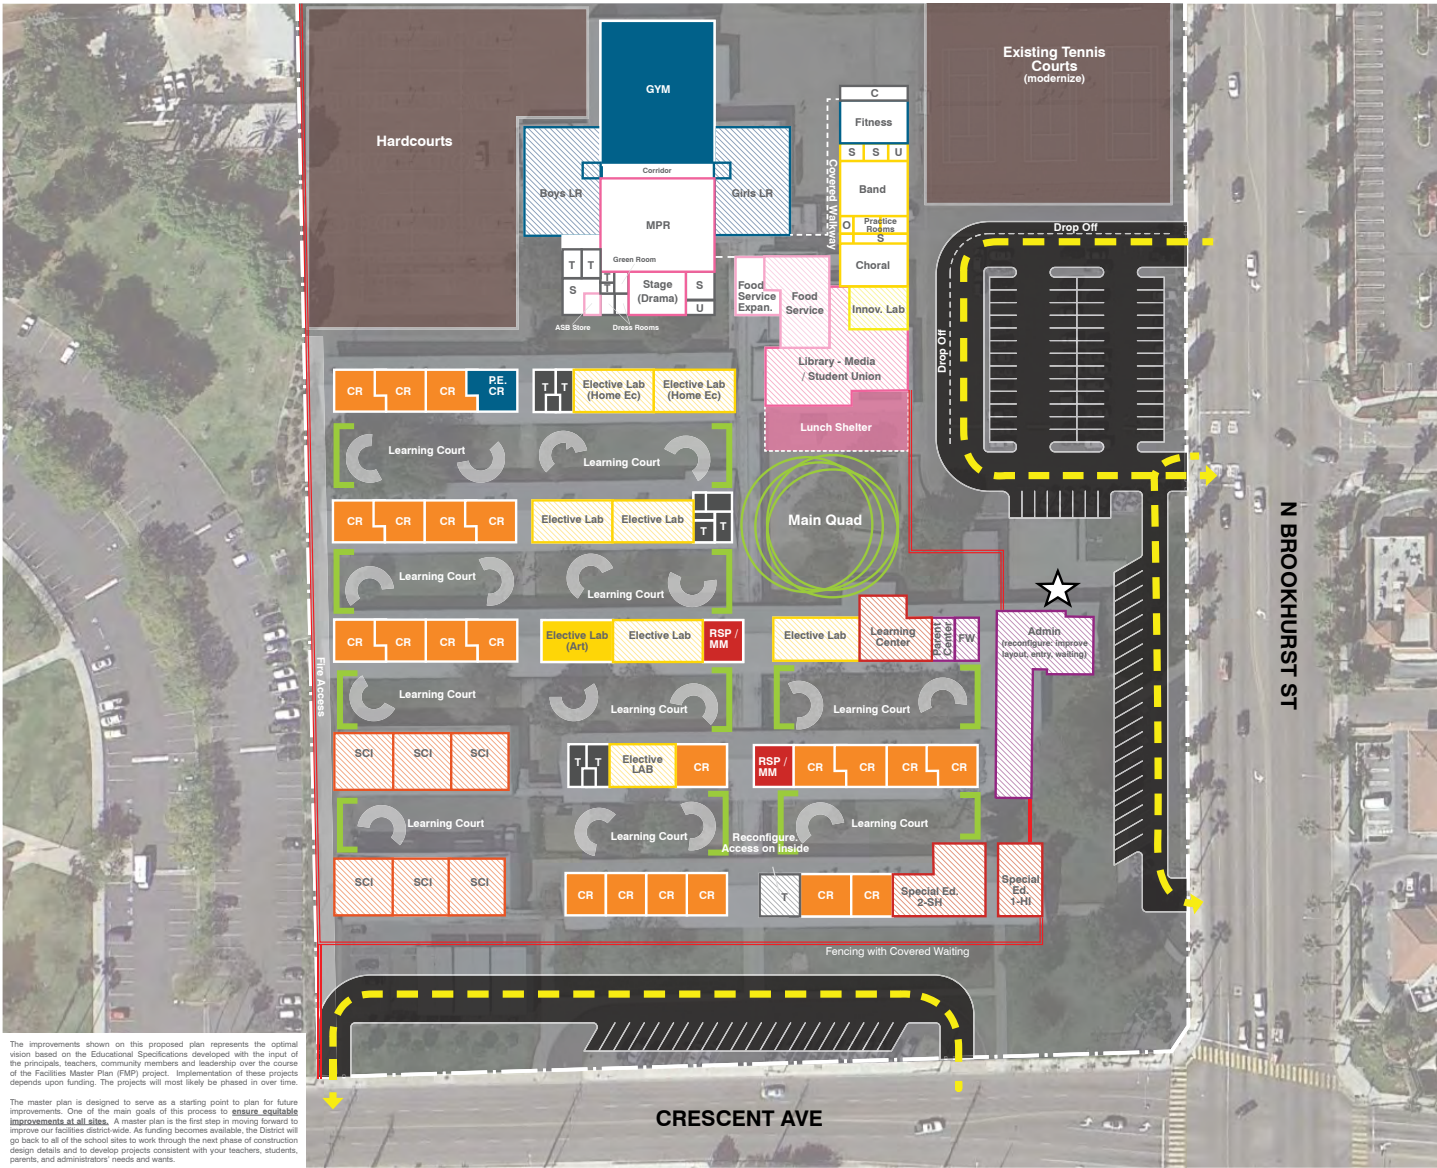 Existing Tennis
Courts
(modernize)
GYM
Hardcourts
C
Fitness
S S U
Band
Covered Walkway
Corridor
Boys LR
Girls LR
MPR
O
Practice
Rooms
S
Choral
Drop Off
Drop Off
Green Room
T T
T
T
S
Stage
(Drama)
S
U
ASB Store
Dress Rooms
Food
Service
Expan.
Food
Service
Innov. Lab
Library - Media
/ Student Union
Lunch Shelter
CR CR CR
P.E.
CR
T T
Elective Lab
(Home Ec)
Elective Lab
(Home Ec)
Learning Court
Learning Court
CR CR CR CR
Elective Lab
Elective Lab
T T
Main Quad
Learning Court
Learning Court
CR CR CR CR
Elective Lab
(Art)
Elective Lab
RSP /
MM
Elective Lab
Learning
Center
Parent
Center
FW
Admin
(reconfigure: improve
layout, entry, waiting)
N BROOKHURST ST
Fire Access
Learning Court
Learning Court
Learning Court
SCI SCI SCI
T T
Elective
LAB
CR
RSP /
MM
CR CR CR CR
Learning Court
Learning Court
Learning Court
Reconfigure.
Access on inside
SCI SCI SCI
CR CR CR CR
T
CR CR
Special Ed.
2-SH
Special
Ed.
1-HI
Fencing with Covered Waiting
CRESCENT AVE
The improvements shown on this proposed plan represents the optimal
vision based on the Educational Specifications developed with the input of
the principals, teachers, community members and leadership over the course
of the Facilities Master Plan (FMP) project. Implementation of these projects
depends upon funding. The projects will most likely be phased in over time.
The master plan is designed to serve as a starting point to plan for future
improvements. One of the main goals of this process to ensure equitable
improvements at all sites. A master plan is the first step in moving forward to
improve our facilities district-wide. As funding becomes available, the District will
go back to all of the school sites to work through the next phase of construction
design details and to develop projects consistent with your teachers, students,
parents, and administrators' needs and wants.